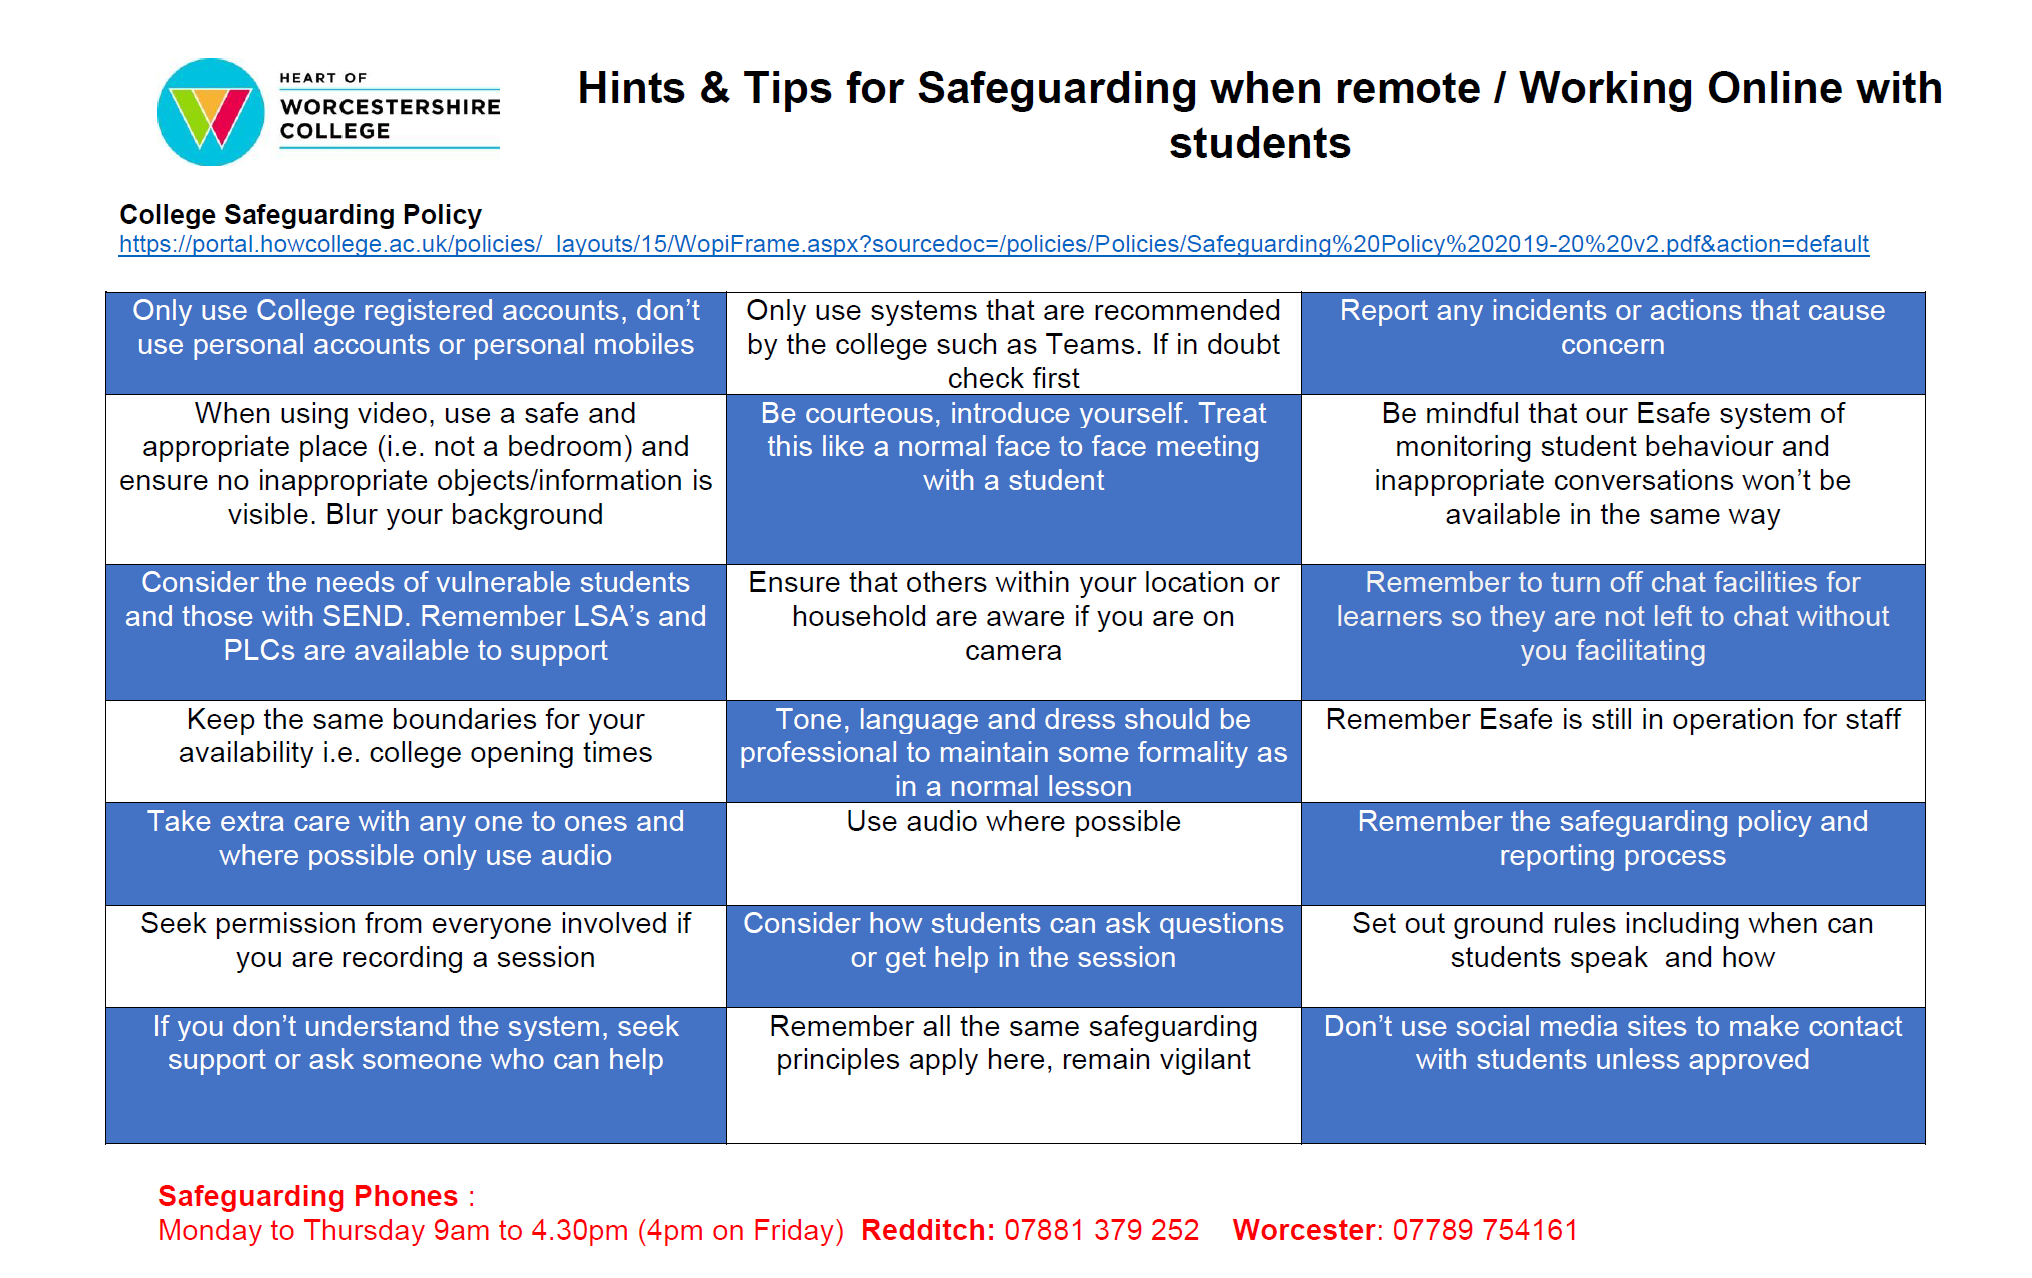 HEART OF
WORCESTERSHIRE
COLLEGE
Hints & Tips for Safeguarding when remote / Working Online with
students
College Safeguarding Policy
https://portal.howcollege.ac.uk/policies/_layouts/15/WopiFrame.aspx?sourcedoc=/policies/Policies/Safeguarding%20Policy%202019-20%20v2.pdf&action=default
Only use College registered accounts, don’t
use personal accounts or personal mobiles
Only use systems that are recommended
by the college such as Teams. If in doubt
check first
Report any incidents or actions that cause
concern
When using video, use a safe and
appropriate place (i.e. not a bedroom) and
ensure no inappropriate objects/information is
visible. Blur your background
Be courteous, introduce yourself. Treat
this like a normal face to face meeting
with a student
Be mindful that our Esafe system of
monitoring student behaviour and
inappropriate conversations won’t be
available in the same way
Consider the needs of vulnerable students
and those with SEND. Remember LSA’s and
PLCs are available to support
Ensure that others within your location or
household are aware if you are on
camera
Remember to turn off chat facilities for
learners so they are not left to chat without
you facilitating
Keep the same boundaries for your
availability i.e. college opening times
Tone, language and dress should be
professional to maintain some formality as
in a normal lesson
Remember Esafe is still in operation for staff
Take extra care with any one to ones and
where possible only use audio
Use audio where possible
Remember the safeguarding policy and
reporting process
Seek permission from everyone involved if
you are recording a session
Consider how students can ask questions
or get help in the session
Set out ground rules including when can
students speak  and how
If you don’t understand the system, seek
support or ask someone who can help
Remember all the same safeguarding
principles apply here, remain vigilant
Don’t use social media sites to make contact
with students unless approved
Safeguarding Phones :
Monday to Thursday 9am to 4.30pm (4pm on Friday)  Redditch: 07881 379 252    Worcester: 07789 754161